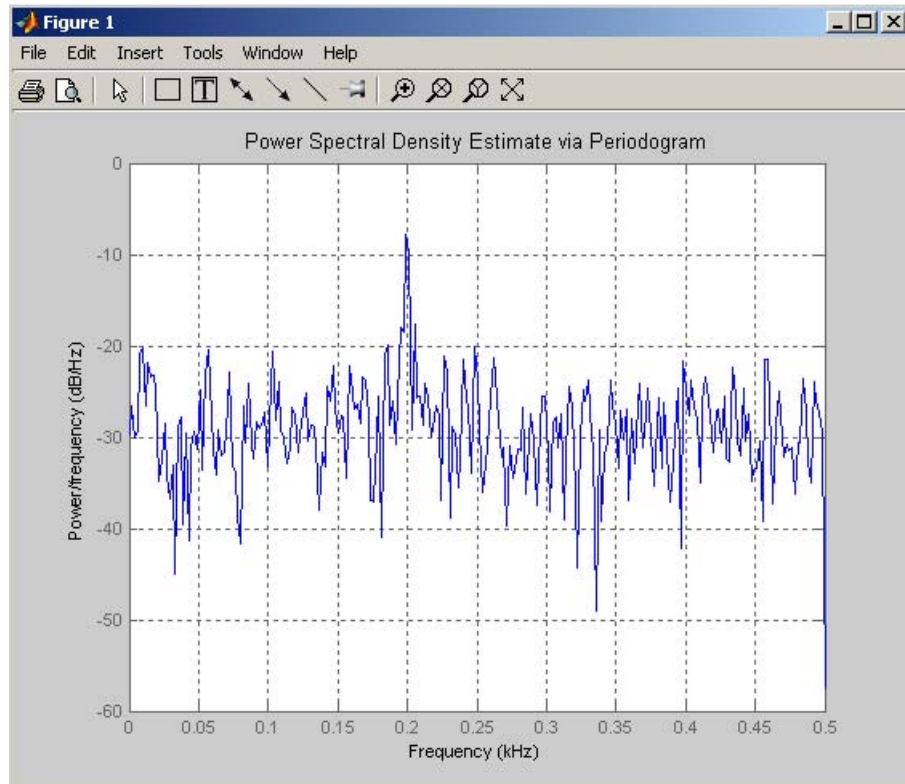 Figure 1
File Edit Insert Tools Window Help
T
Power Spectral Density Estimate via Periodogram
Power/frequency (dB/Hz)
0
-10
-20
-30
-40
-50
-60
0 0.05 0.1 0.15 0.2 0.25 0.3 0.35 0.4 0.45 0.5
Frequency (kHz)